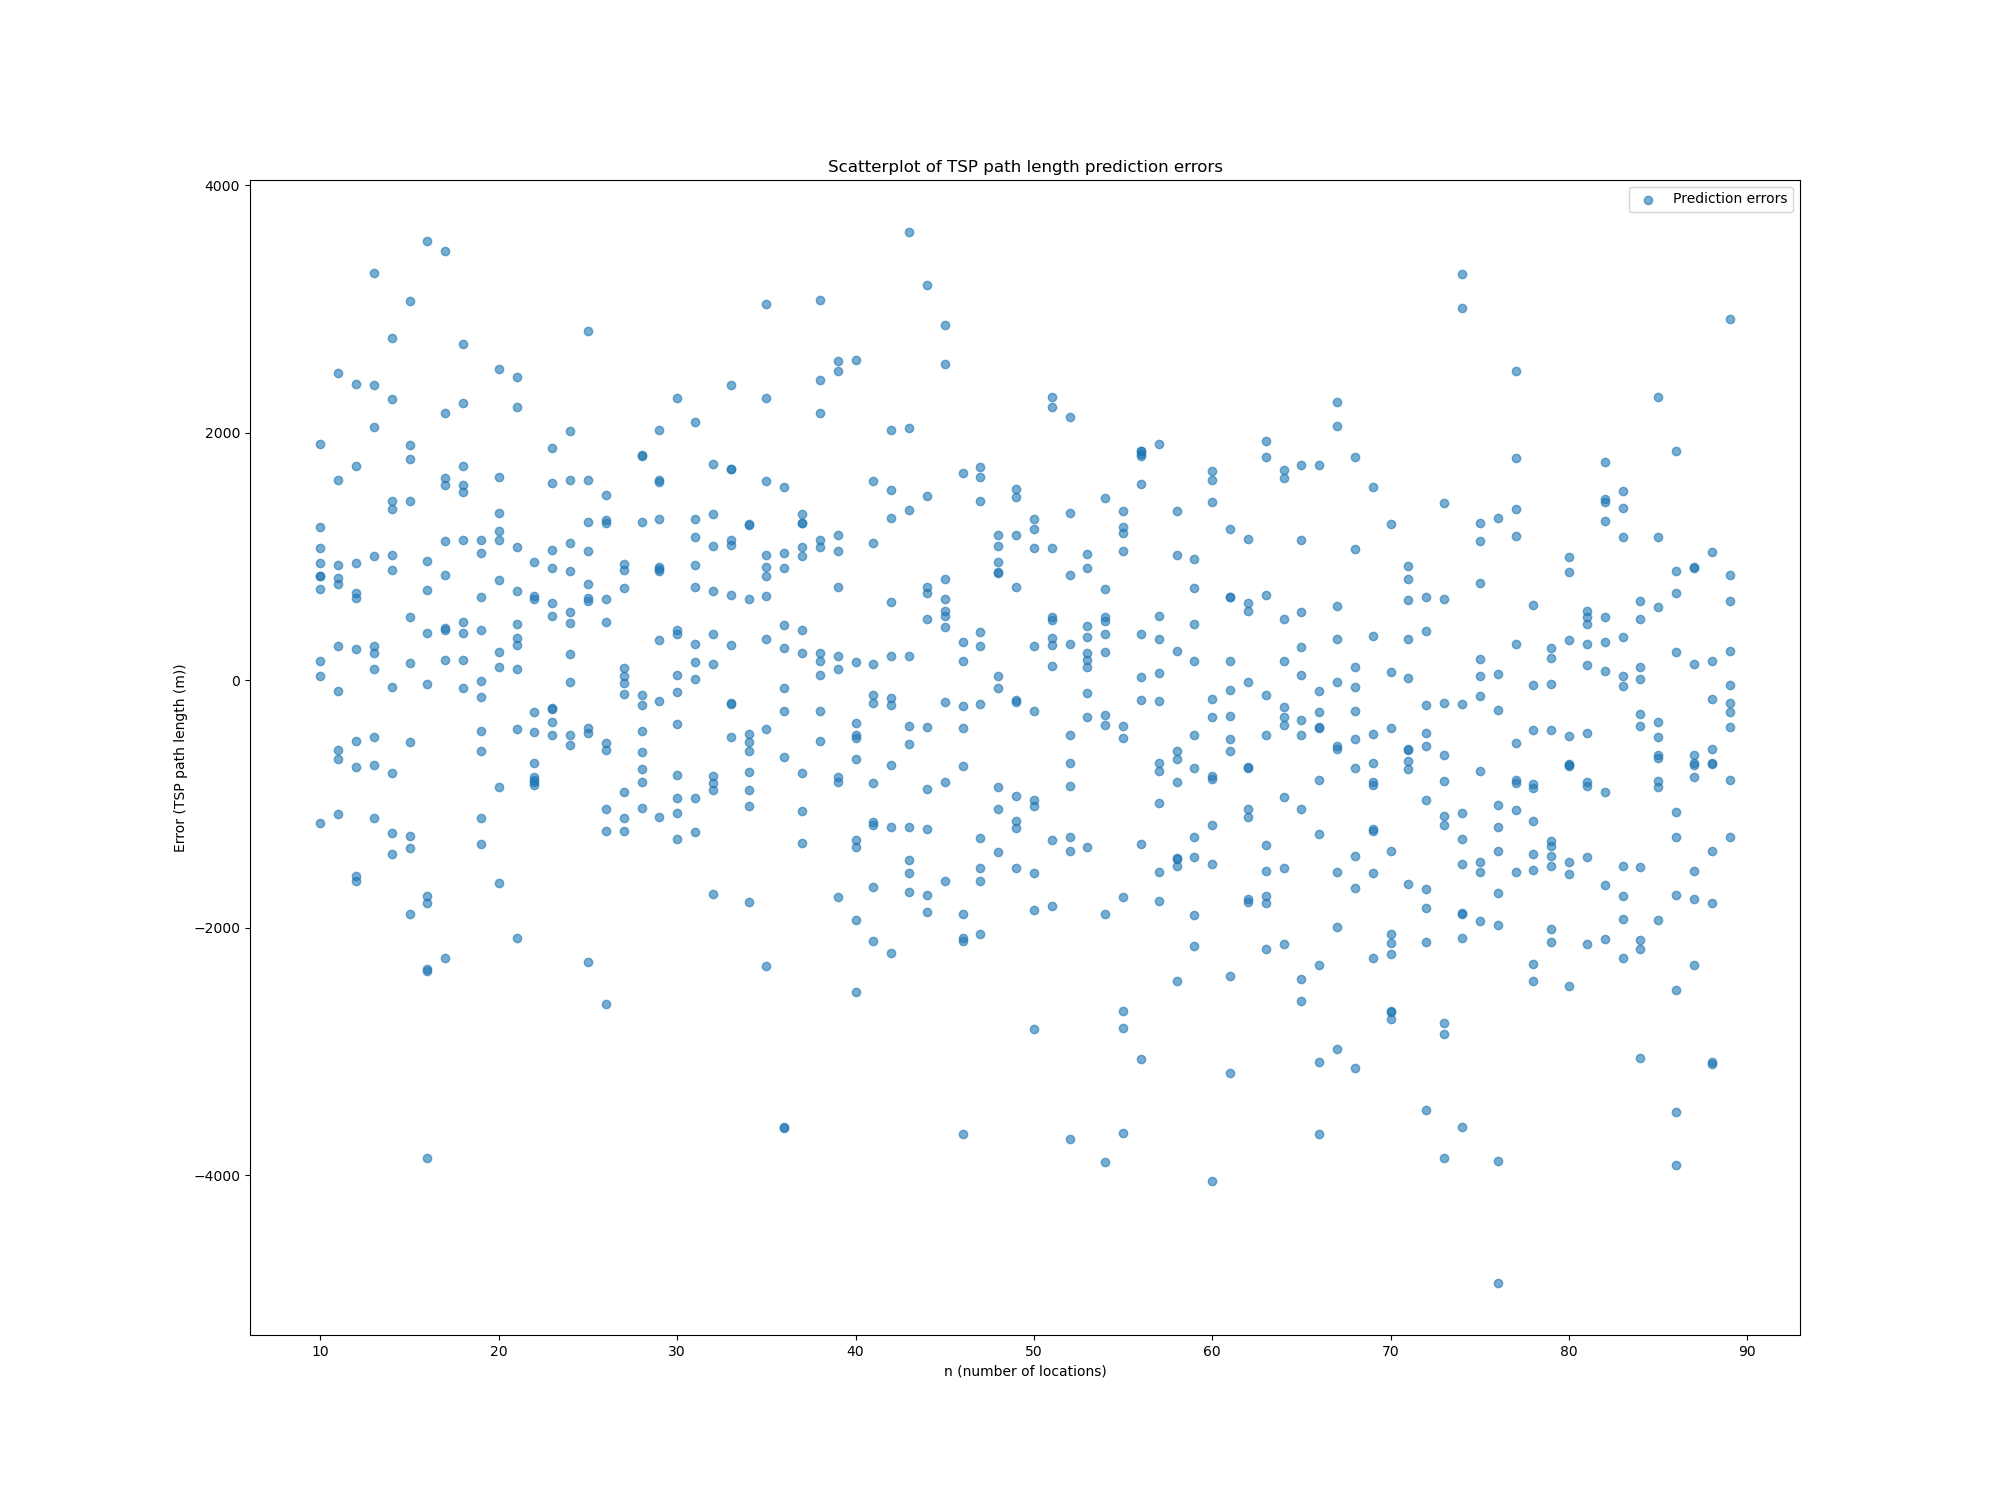 Scatterplot of TSP path length prediction errors
Prediction errors
4000
2000
0
−2000
−4000
Error (TSP path length (m))
10 20 30 40 50 60 70 80 90
n (number of locations)